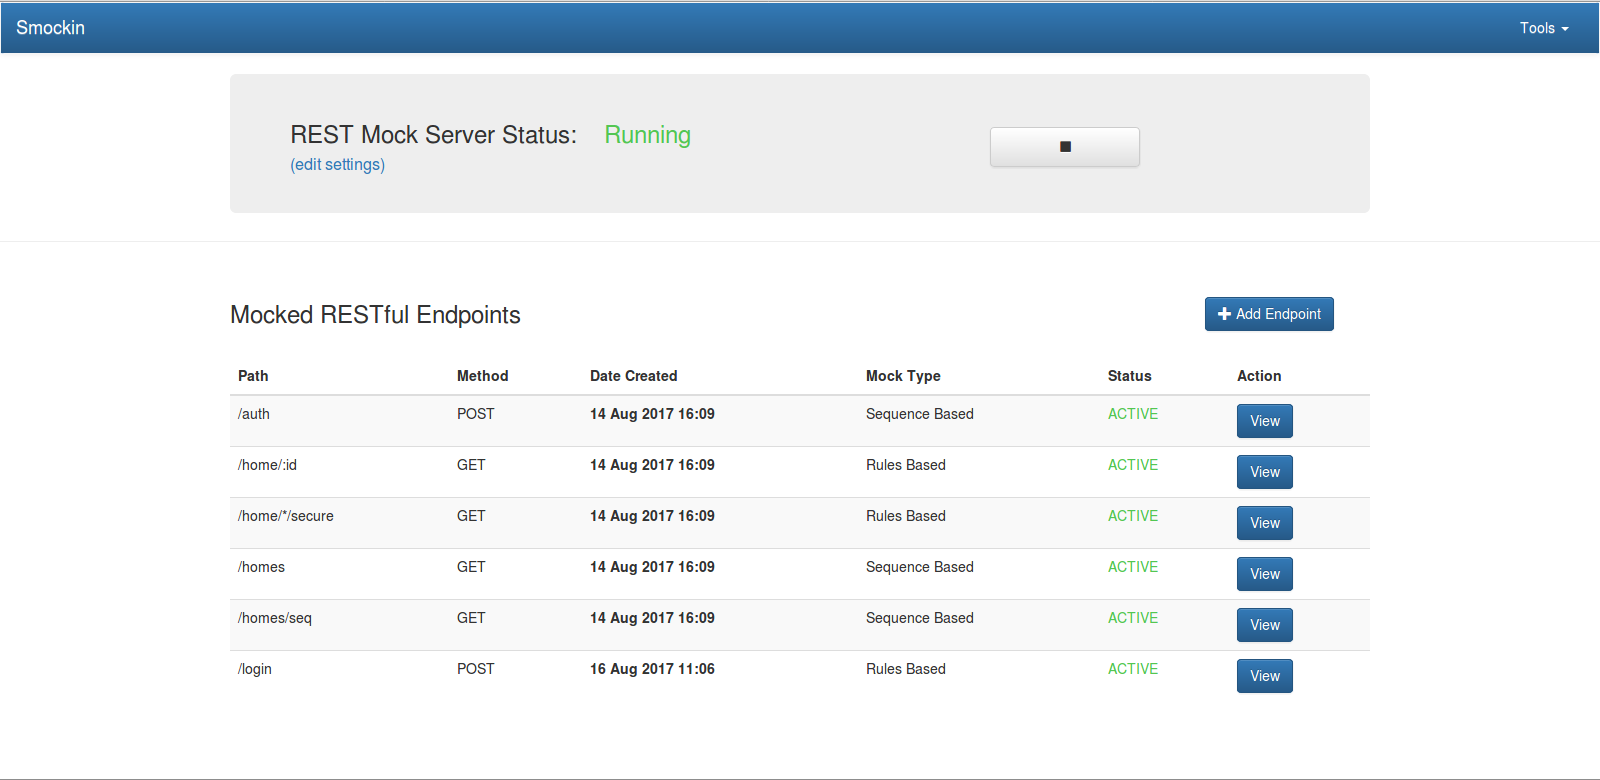 Smockin Tools
REST Mock Server Status: Running
(edit settings)
Mocked RESTful Endpoints Add Endpoint
Path Method Date Created Mock Type Status Action
/auth POST 14 Aug 2017 16:09 Sequence Based ACTIVE View
/home/:id GET 14 Aug 2017 16:09 Rules Based ACTIVE View
/home/*/secure GET 14 Aug 2017 16:09 Rules Based ACTIVE View
/homes GET 14 Aug 2017 16:09 Sequence Based ACTIVE View
/homes/seq GET 14 Aug 2017 16:09 Sequence Based ACTIVE View
/login POST 16 Aug 2017 11:06 Rules Based ACTIVE View